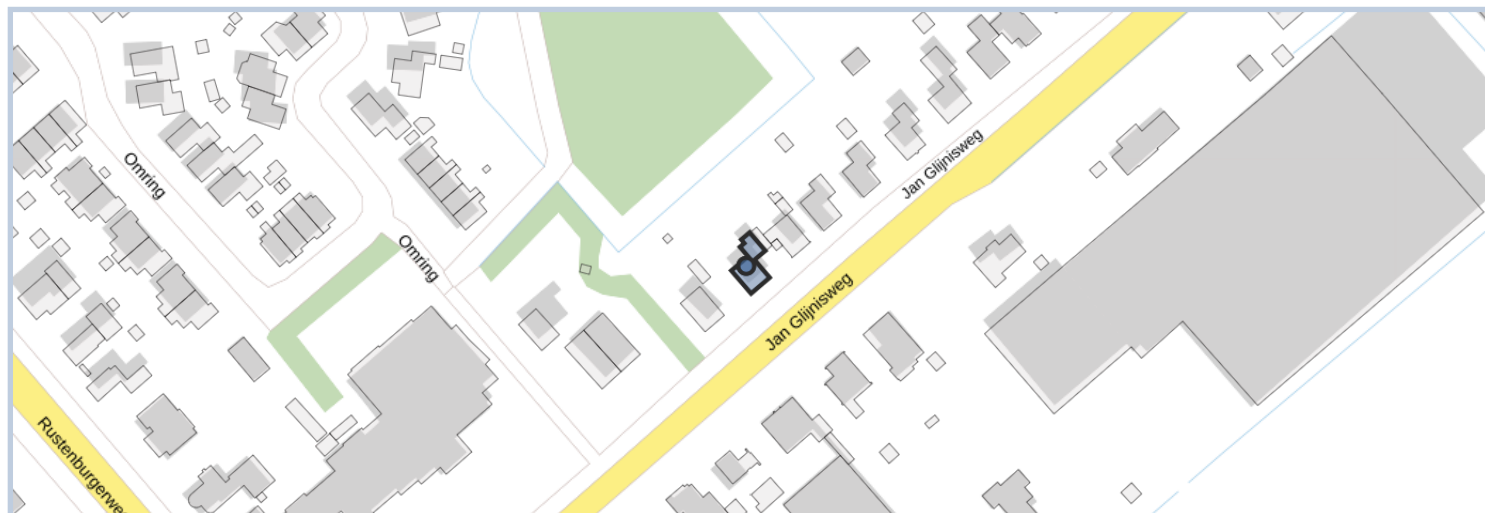 Omring
Jan Glijnisweg
Omring
Jan Glijnisweg
Rustenburgerwe